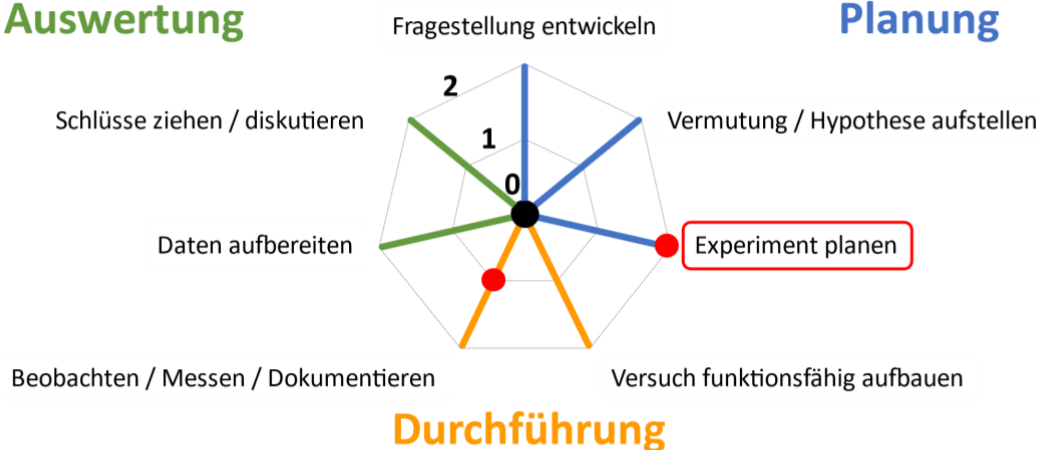 Auswertung
Fragestellung entwickeln
Planung
2
Schlüsse ziehen / diskutieren
Vermutung / Hypothese aufstellen
1
0
Daten aufbereiten
Experiment planen
Beobachten / Messen / Dokumentieren
Versuch funktionsfähig aufbauen
Durchführung